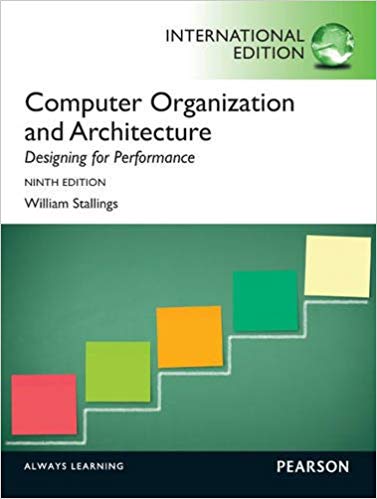 INTERNATIONAL
EDITION
Computer Organization
and Architecture
Designing for Performance
NINTH EDITION
William Stallings
ALWAYS LEARNING
PEARSON